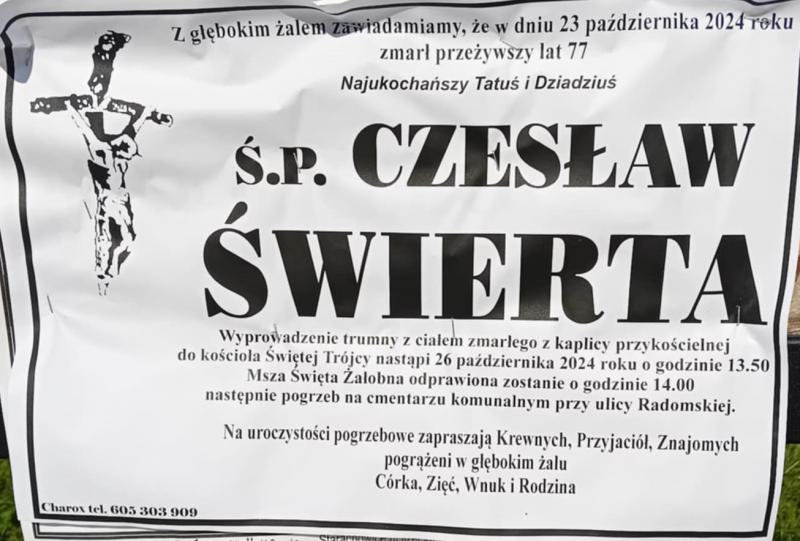 Z głębokim żalem zawiadamiamy, że w dniu 23 października 2024 roku
zmarł przeżywszy lat 77
Najukochańszy Tatuś i Dziadziuś
Ś.P. CZESŁAW
ŚWIERTA
Wyprowadzenie trumny z ciałem zmarłego z kaplicy przykościelnej
do kościoła Świętej Trójcy nastąpi 26 października 2024 roku o godzinie 13.50
Msza Święta Żałobna odprawiona zostanie o godzinie 14.00
następnie pogrzeb na cmentarzu komunalnym przy ulicy Radomskiej.
Na uroczystości pogrzebowe zapraszają Krewnych, Przyjaciół, Znajomych
pogrążeni w głębokim żalu
Córka, Zięć, Wnuk i Rodzina
Charox tel. 605 303 909